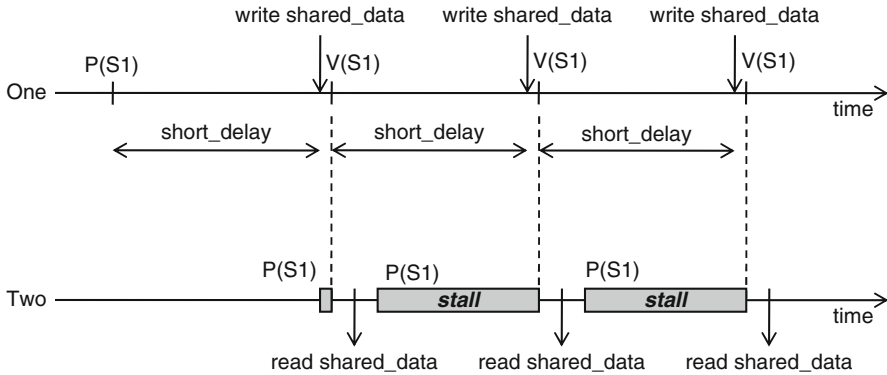 write shared_data write shared_data write shared_data
P(S1) V(S1) V(S1) V(S1)
One
time
short_delay short_delay short_delay
P(S1) P(S1) P(S1)
Two stall stall
time
read shared_data read shared_data read shared_data